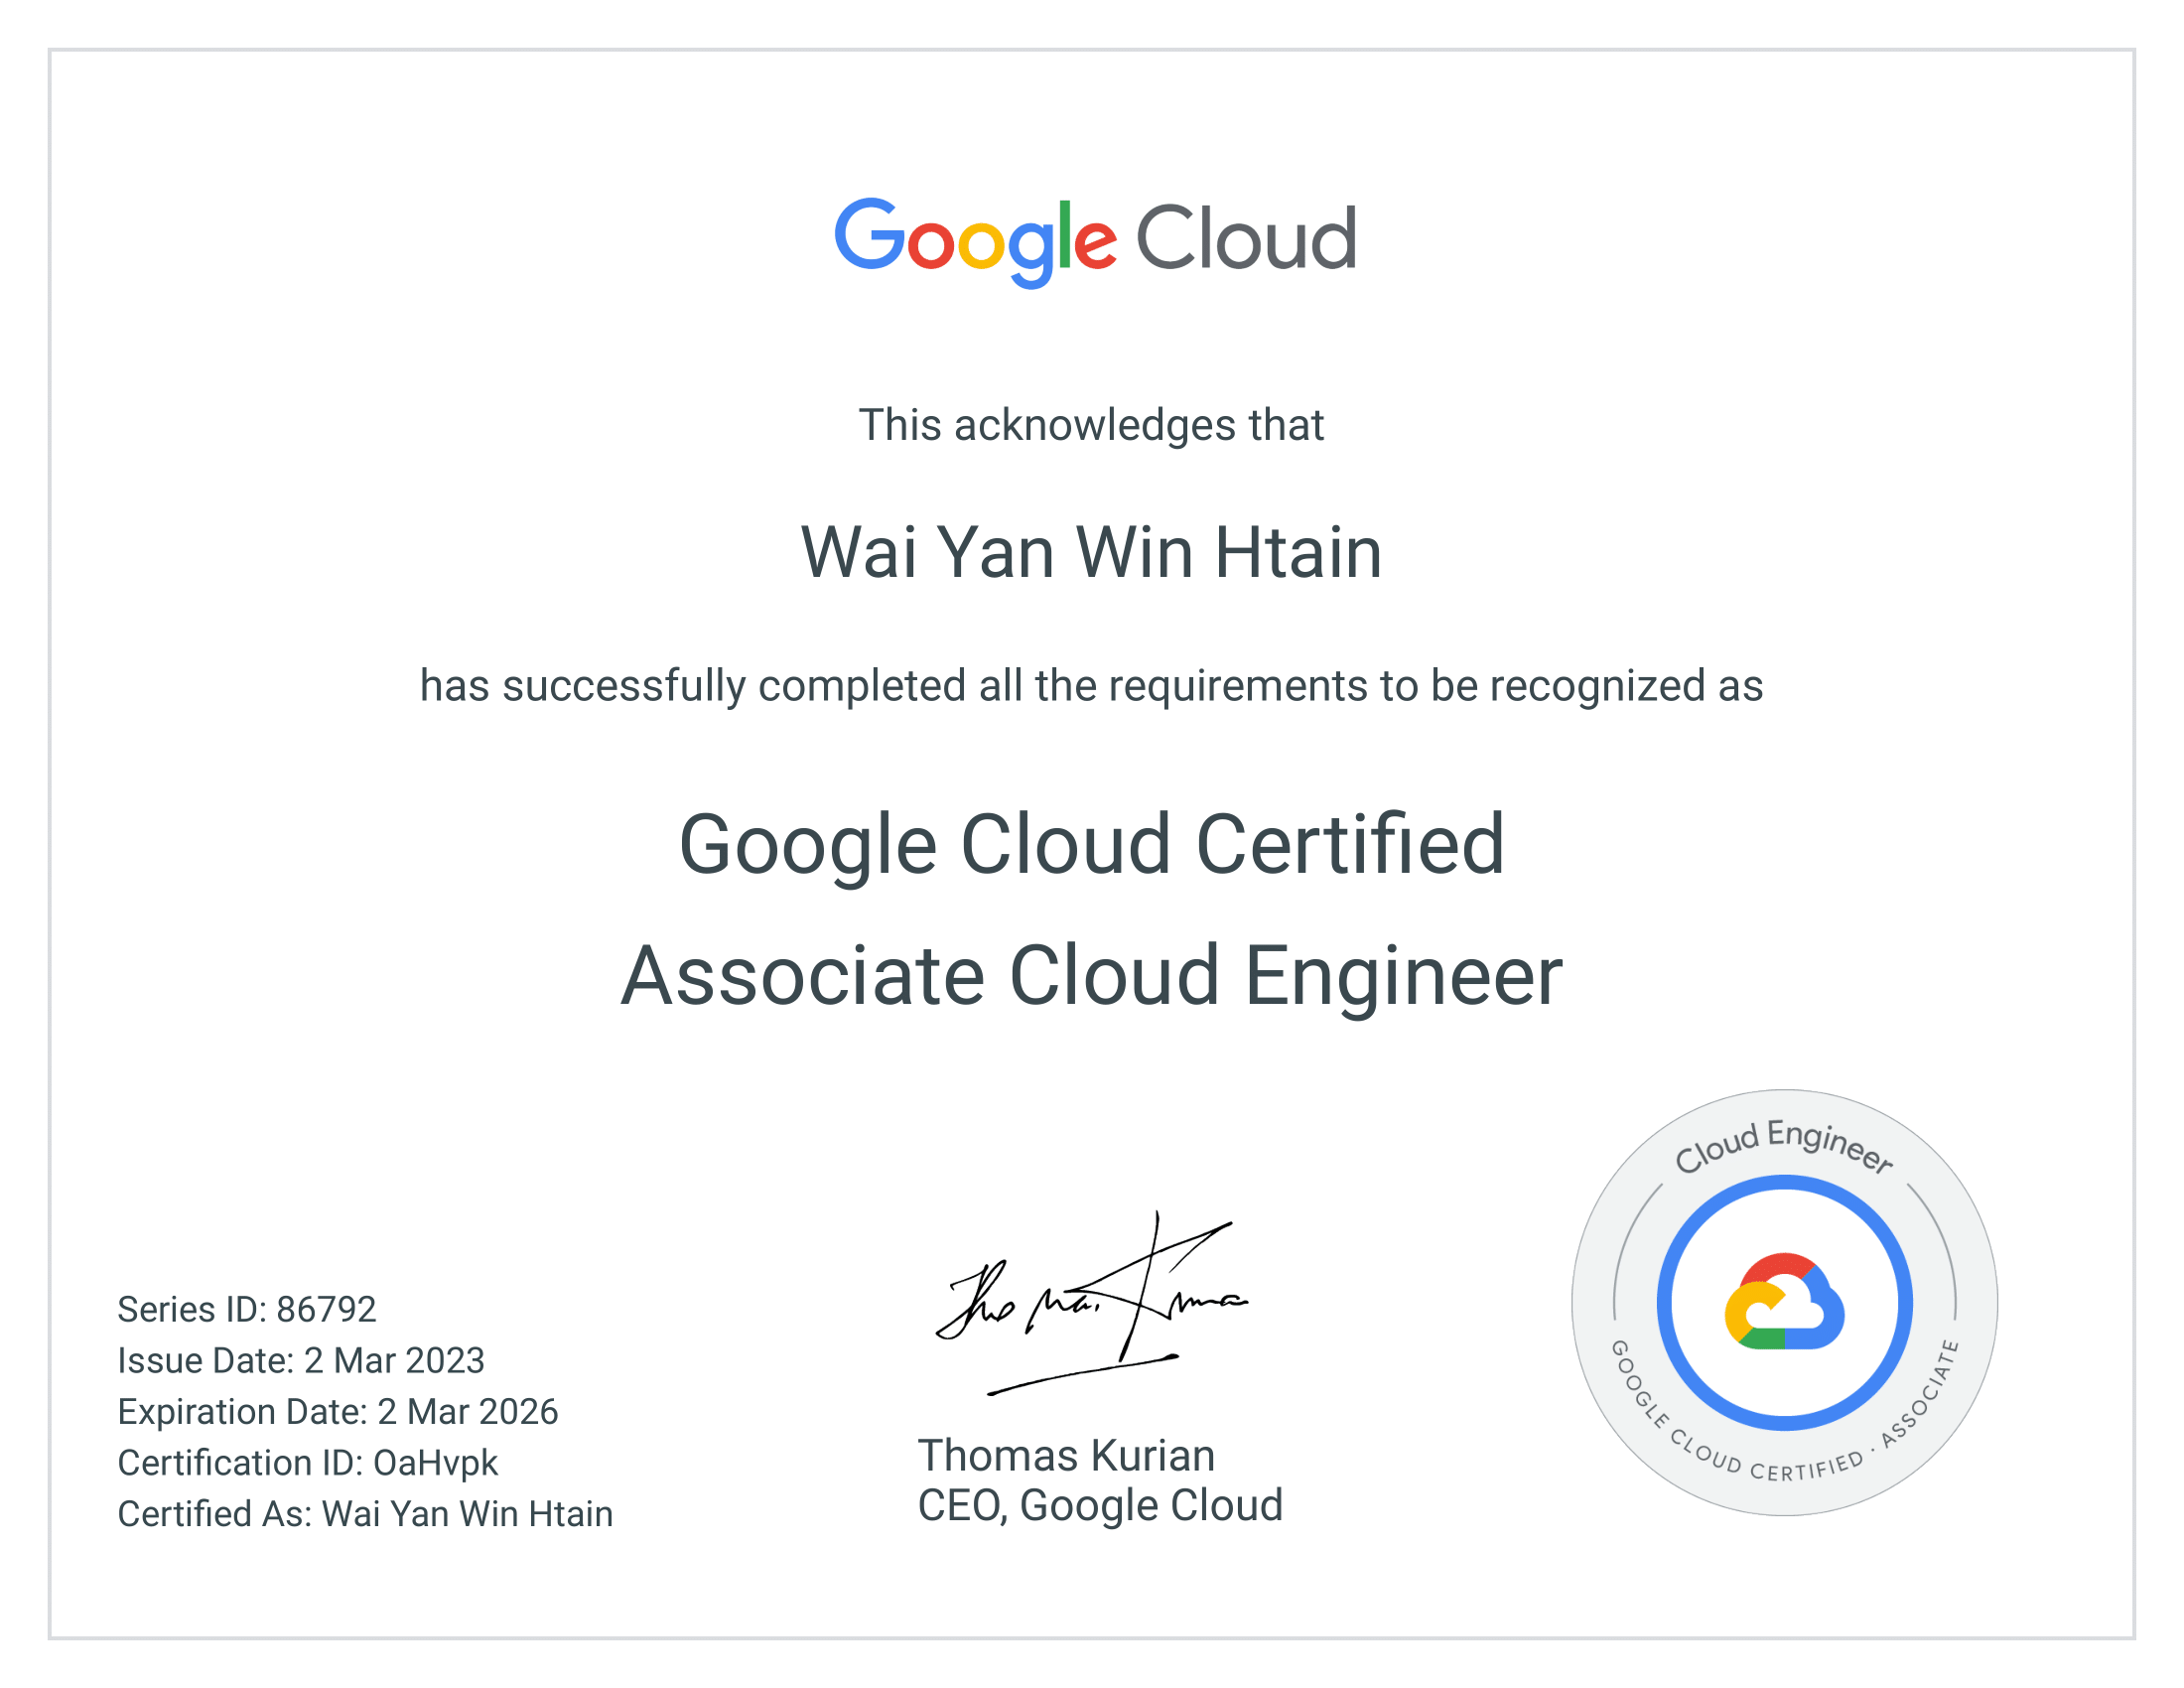 Google Cloud
This acknowledges that
Wai Yan Win Htain
has successfully completed all the requirements to be recognized as
Google Cloud Certified
Associate Cloud Engineer
Series ID: 86792
Issue Date: 2 Mar 2023
Expiration Date: 2 Mar 2026
Certification ID: OaHvpk
Certified As: Wai Yan Win Htain
Thomas Kurian
Thomas Kurian
CEO, Google Cloud
Cloud Engineer
GOOGLE CLOUD CERTIFIED · ASSOCIATE